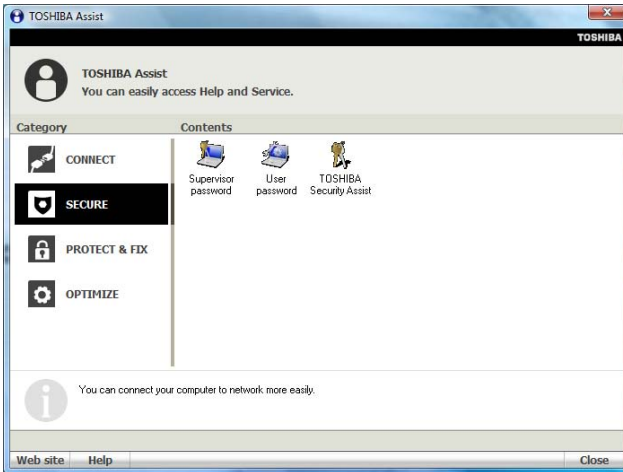 TOSHIBA Assist
TOSHIBA
TOSHIBA Assist
You can easily access Help and Service.
Category
Contents
CONNECT
SECURE
PROTECT & FIX
OPTIMIZE
Supervisor
password
User
password
TOSHIBA
Security Assist
You can connect your computer to network more easily.
Web site
Help
Close